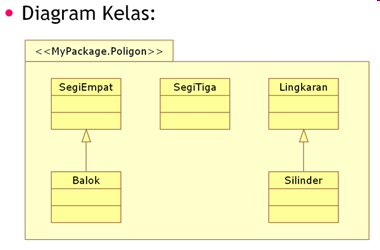 • Diagram Kelas:
<<MyPackage.Poligon>>
SegiEmpat
SegiTiga
Lingkaran
Balok
Silinder